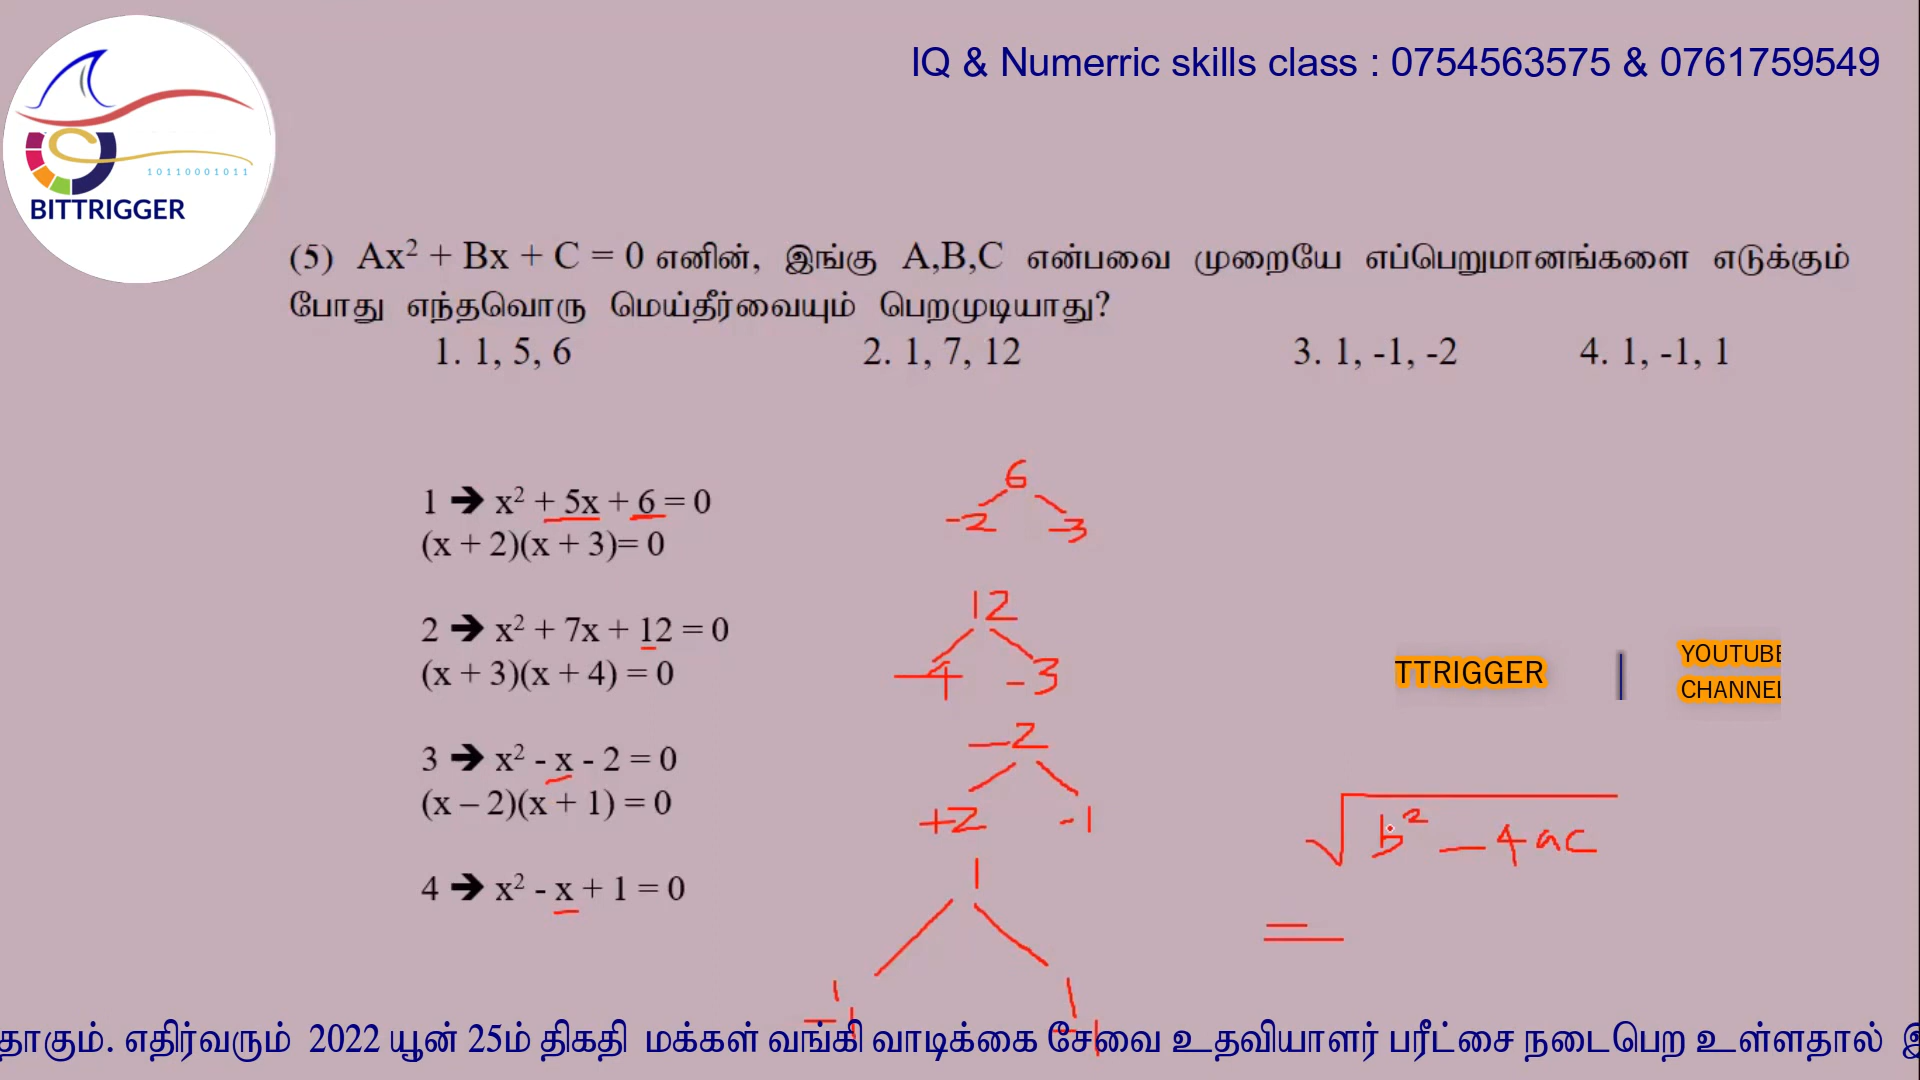 IQ & Numerric skills class : 0754563575 & 0761759549
10110001011
BITTRIGGER
(5) Ax² + Bx + C = 0 எனின், இங்கு A,B,C என்பவை முறையே எப்பெறுமானங்களை எடுக்கும்
போது எந்தவொரு மெய்தீர்வையும் பெறமுடியாது?
1. 1, 5, 6 2. 1, 7, 12 3. 1, -1, -2 4. 1, -1, 1
1 ➔ x² + 5x + 6 = 0
(x + 2)(x + 3)= 0
6
-2 -3
2 ➔ x² + 7x + 12 = 0
(x + 3)(x + 4) = 0
12
-4 -3
3 ➔ x² - x - 2 = 0
(x – 2)(x + 1) = 0
-2
+2 -1
4 ➔ x² - x + 1 = 0
1
TTRIGGER
YOUTUBE
CHANNEL
√b² - 4ac
=
தாகும். எதிர்வரும் 2022 யூன் 25ம் திகதி மக்கள் வங்கி வாடிக்கை சேவை உதவியாளர் பரீட்சை நடைபெற உள்ளதால்